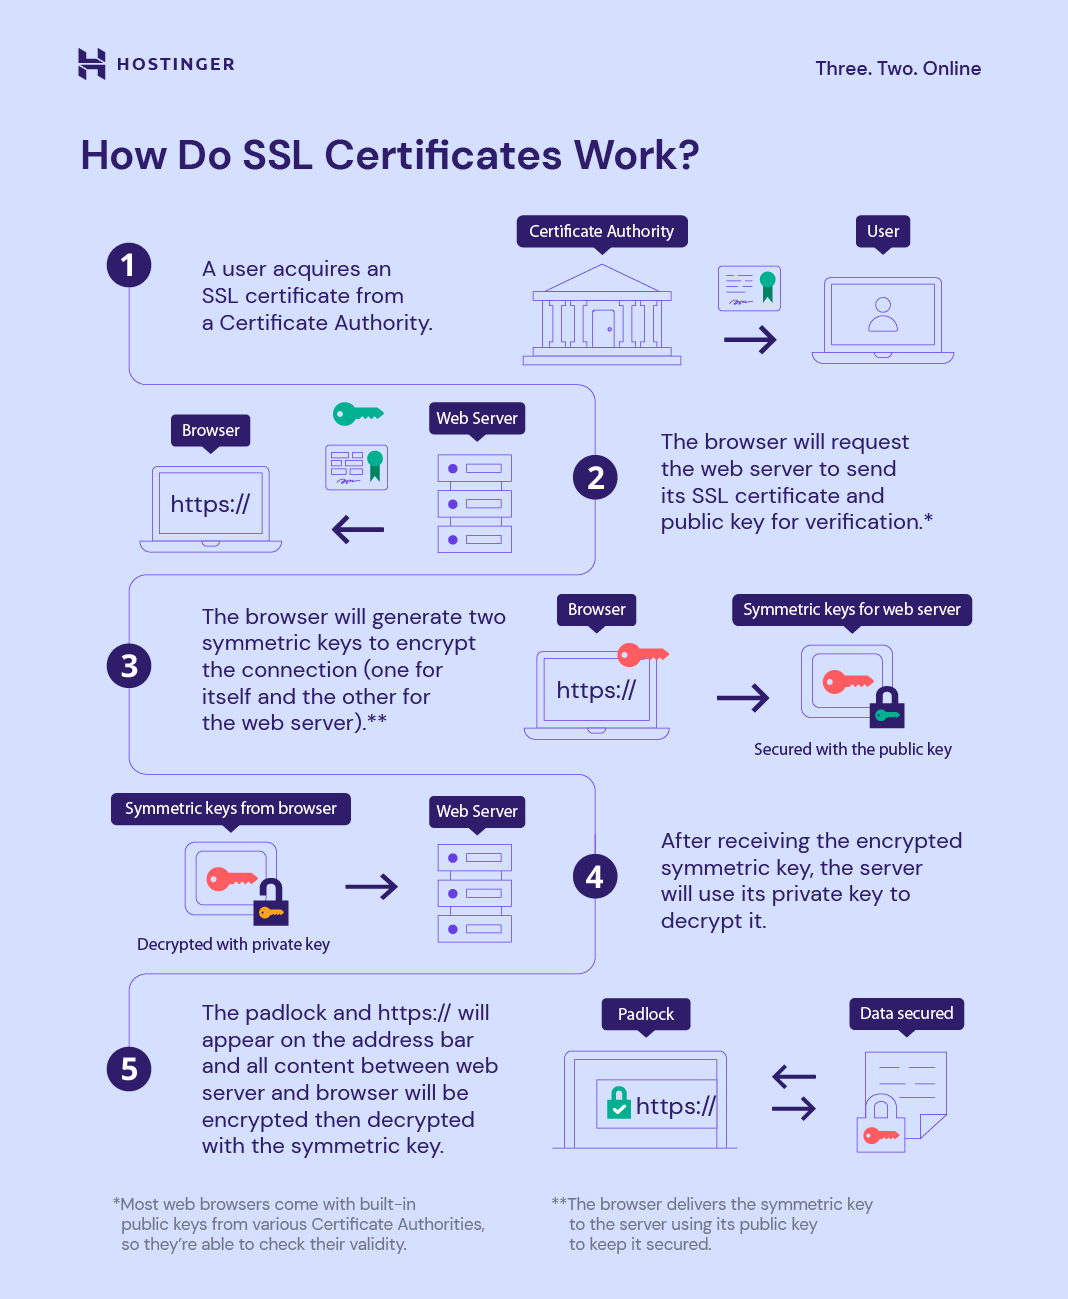 HOSTINGER
Three. Two. Online
How Do SSL Certificates Work?
1
A user acquires an
SSL certificate from
a Certificate Authority.
Certificate Authority
User
Browser
https://
Web Server
2
The browser will request
the web server to send
its SSL certificate and
public key for verification.*
3
The browser will generate two
symmetric keys to encrypt
the connection (one for
itself and the other for
the web server).**
Browser
https://
Symmetric keys for web server
Secured with the public key
Symmetric keys from browser
Decrypted with private key
Web Server
4
After receiving the encrypted
symmetric key, the server
will use its private key to
decrypt it.
5
The padlock and https:// will
appear on the address bar
and all content between web
server and browser will be
encrypted then decrypted
with the symmetric key.
Padlock
https://
Data secured
*Most web browsers come with built-in
public keys from various Certificate Authorities,
so they're able to check their validity.
**The browser delivers the symmetric key
to the server using its public key
to keep it secured.